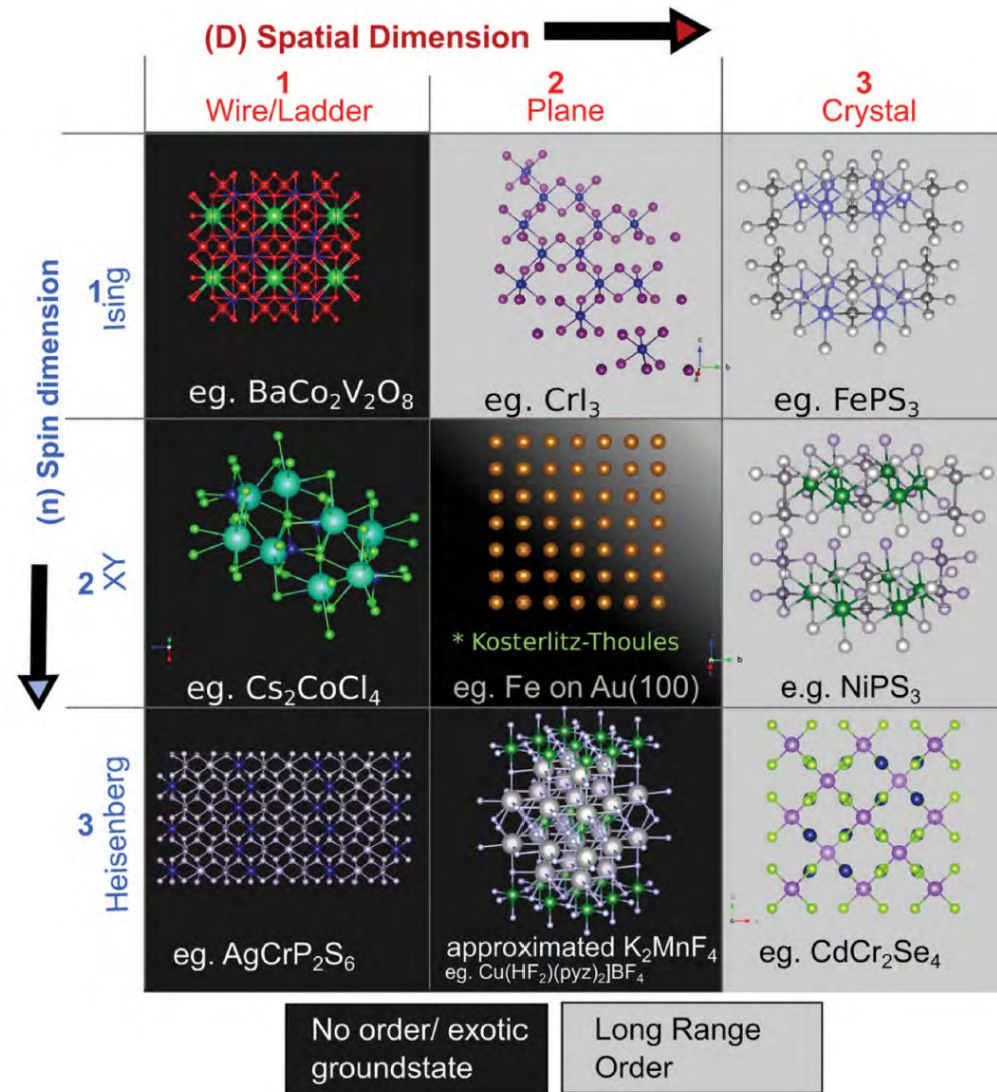 (D) Spatial Dimension
1
Wire/Ladder
2
Plane
3
Crystal
(n) Spin dimension
1
Ising
eg. BaCo₂V₂O₈
eg. CrI₃
eg. FePS₃
2
XY
eg. Cs₂CoCl₄
* Kosterlitz-Thoules
eg. Fe on Au(100)
e.g. NiPS₃
3
Heisenberg
eg. AgCrP₂S₆
approximated K₂MnF₄
eg. Cu(HF₂)(pyz)₂]BF₄
eg. CdCr₂Se₄
No order/ exotic
groundstate
Long Range
Order